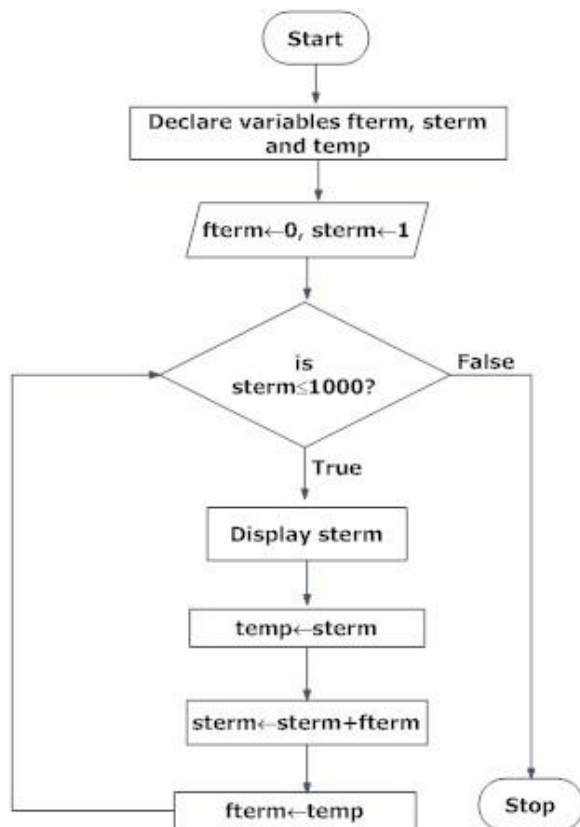 Start
Declare variables fterm, sterm
and temp
fterm←0, sterm←1
is
sterm≤1000?
False
True
Display sterm
temp←sterm
sterm←sterm+fterm
fterm←temp
Stop